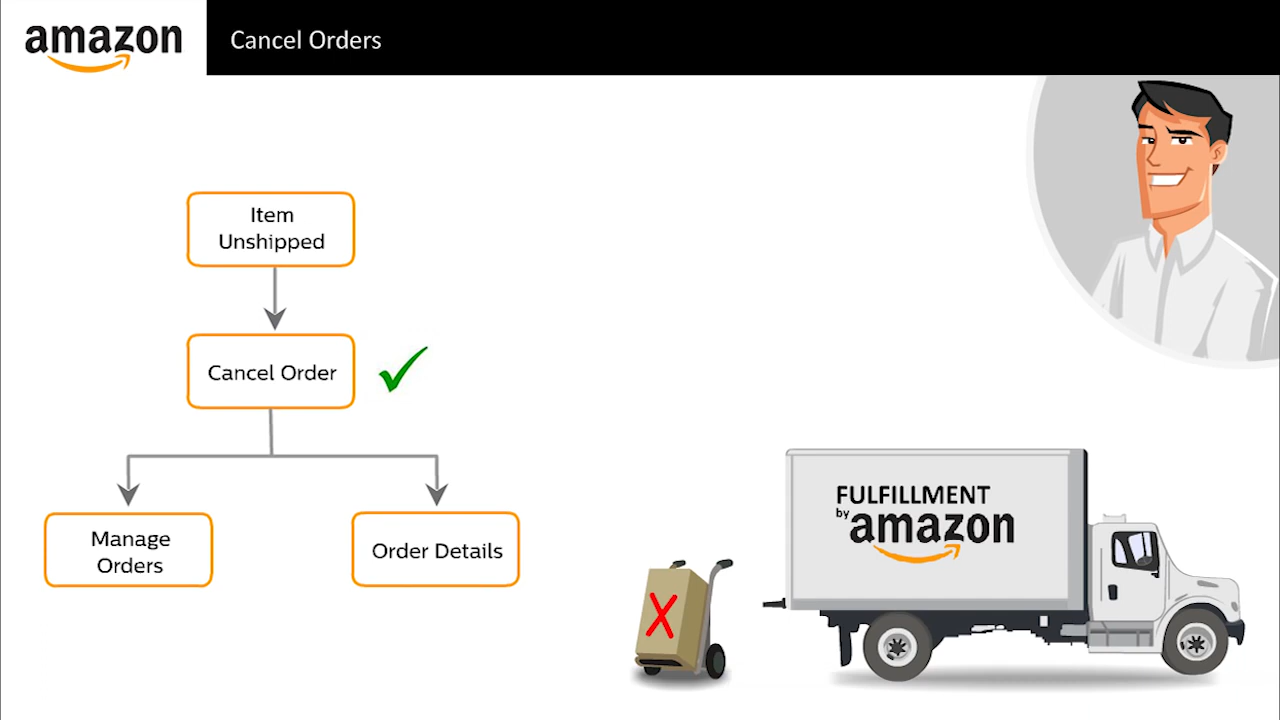 amazon
Cancel Orders
Item
Unshipped
Cancel Order
Manage
Orders
Order Details
FULFILLMENT
by amazon
X